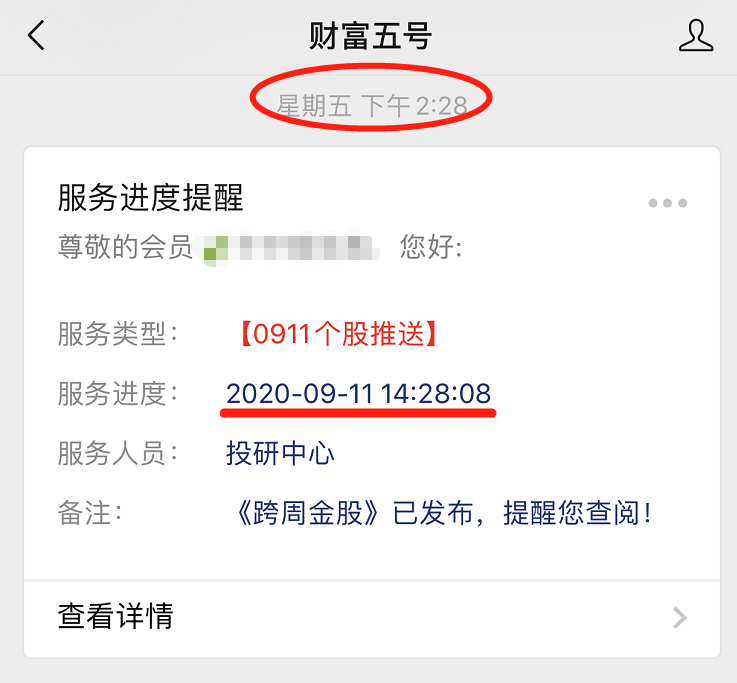 财富五号
星期五 下午2:28
服务进度提醒
尊敬的会员 您好:
服务类型: 【0911个股推送】
服务进度: 2020-09-11 14:28:08
服务人员: 投研中心
备注: 《跨周金股》已发布，提醒您查阅！
查看详情